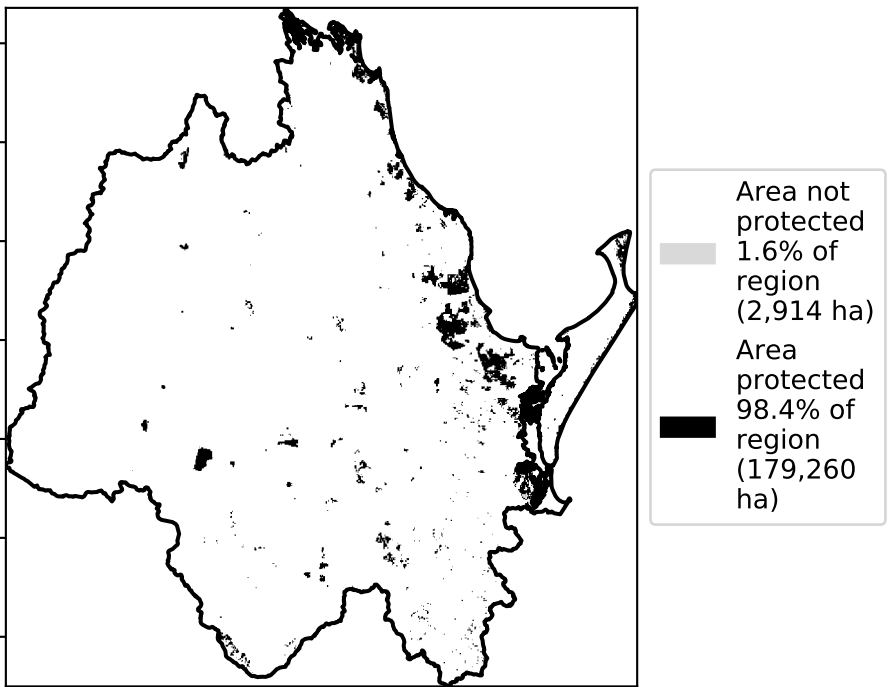 Area not
protected
1.6% of
region
(2,914 ha)
Area
protected
98.4% of
region
(179,260
ha)